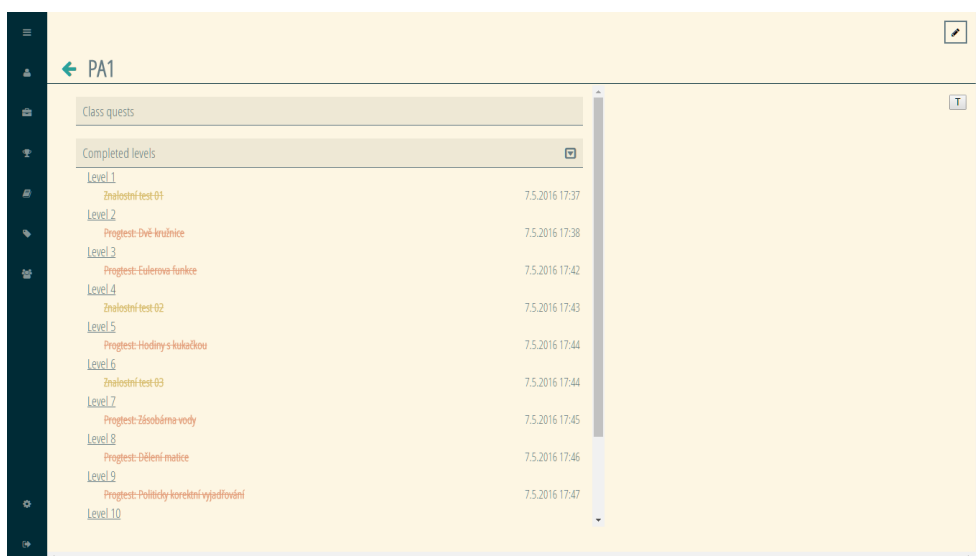 PA1
T
Class quests
Completed levels
Level 1
Znalostní test 01 7.5.2016 17:37
Level 2
Progtest: Dvě kružnice 7.5.2016 17:38
Level 3
Progtest: Eulerova funkce 7.5.2016 17:42
Level 4
Znalostní test 02 7.5.2016 17:43
Level 5
Progtest: Hodiny s kukačkou 7.5.2016 17:44
Level 6
Znalostní test 03 7.5.2016 17:44
Level 7
Progtest: Zásobárna vody 7.5.2016 17:45
Level 8
Progtest: Dělení matice 7.5.2016 17:46
Level 9
Progtest: Politicky korektní vyjadřování 7.5.2016 17:47
Level 10